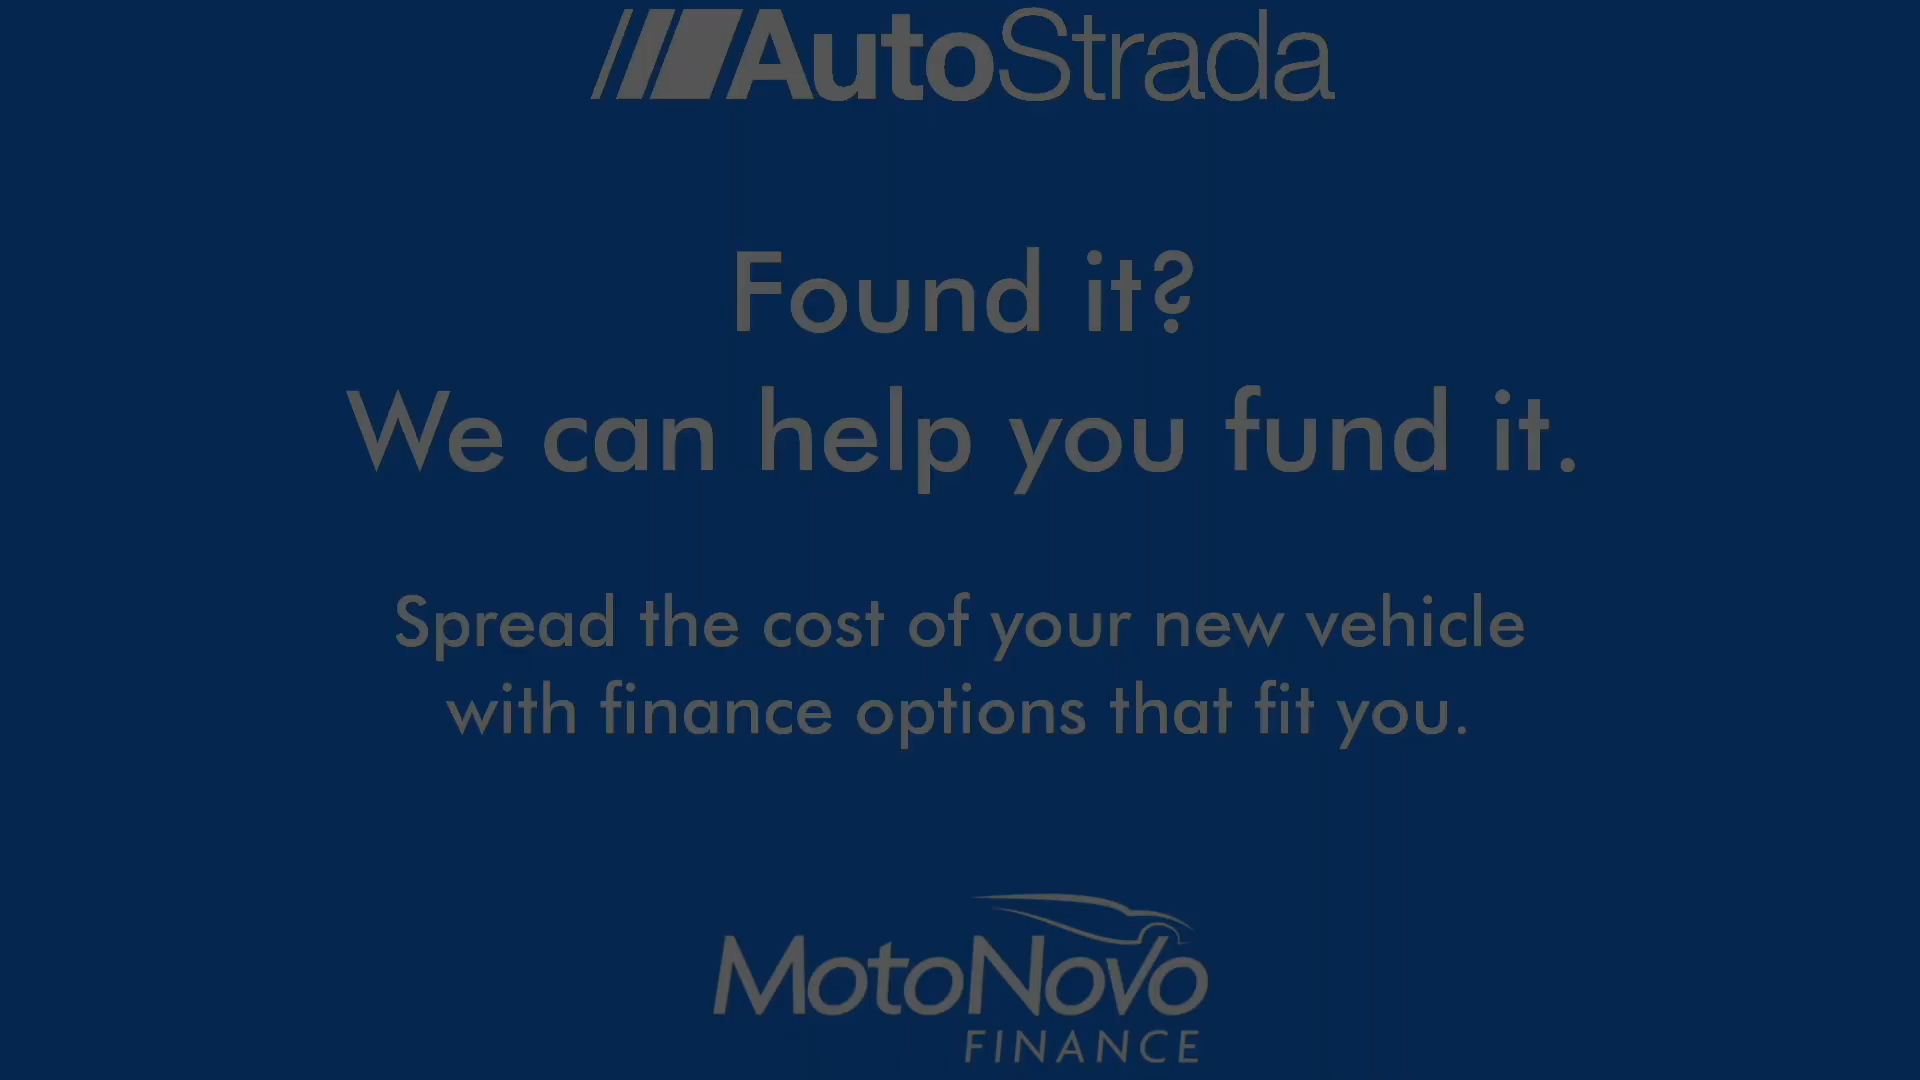 AutoStrada
Found it?
We can help you fund it.
Spread the cost of your new vehicle
with finance options that fit you.
MotoNovo
FINANCE